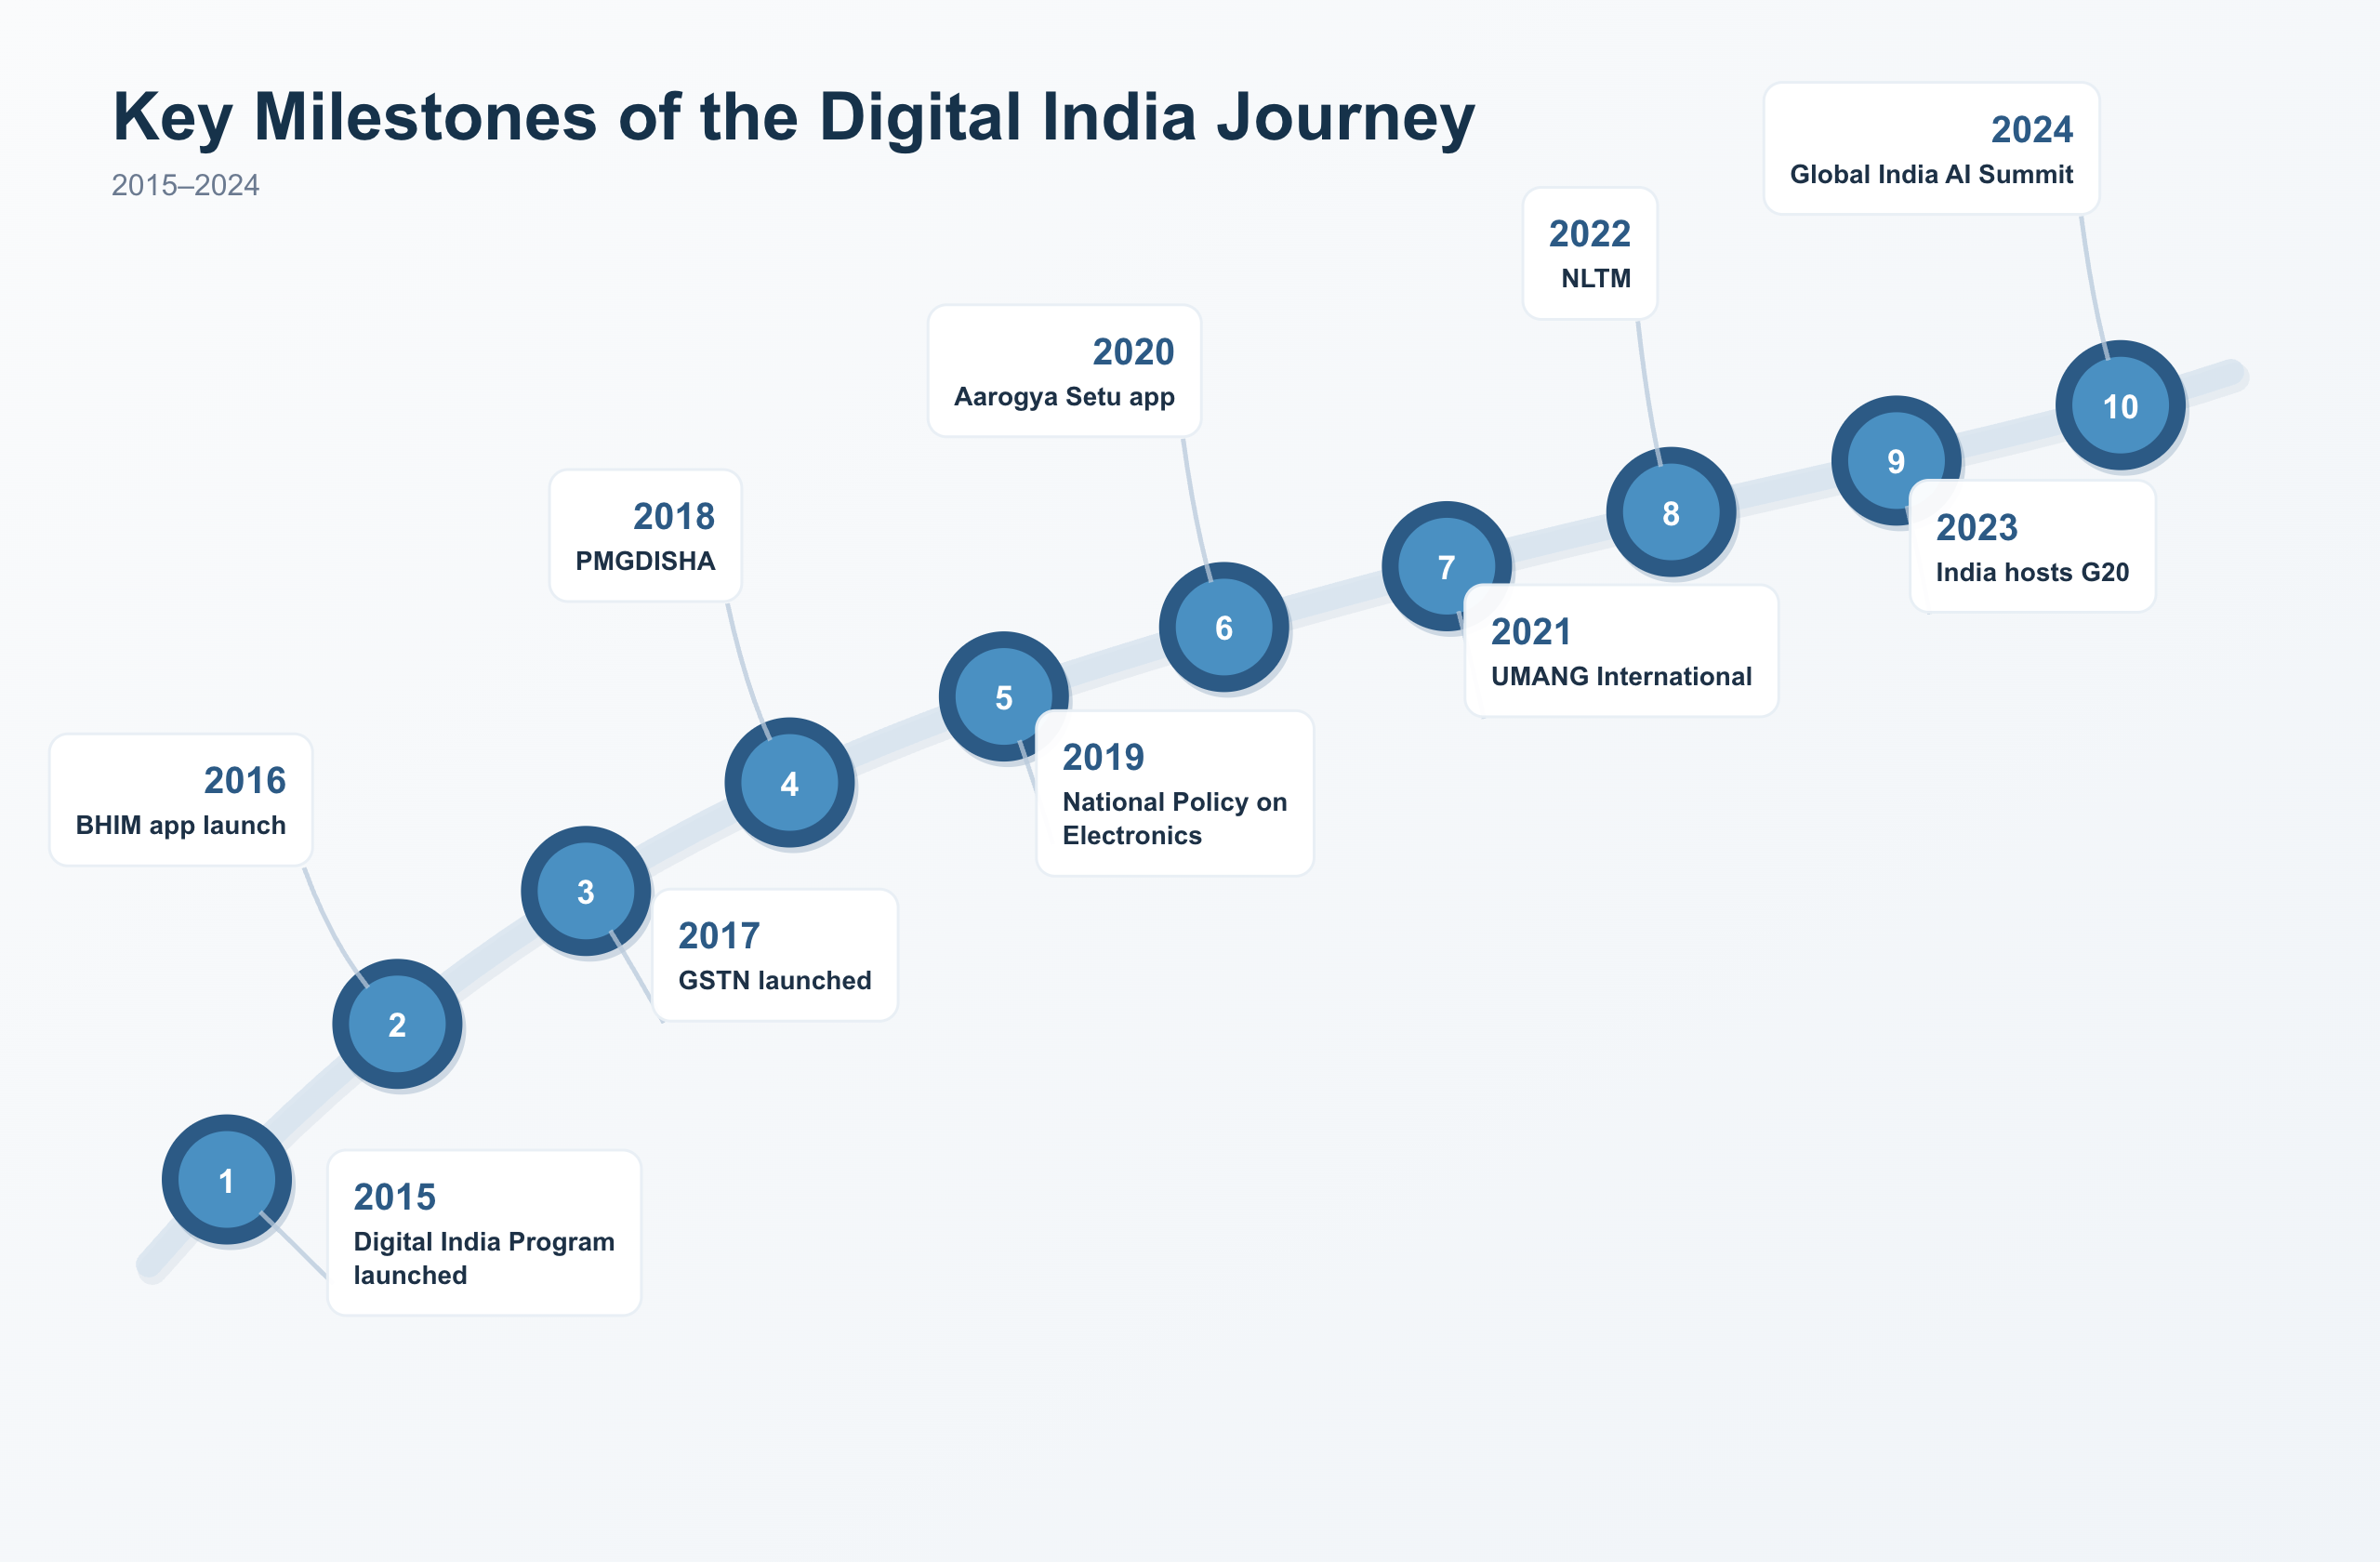 Key Milestones of the Digital India Journey
2015–2024
1
2015
Digital India Program
launched
2
2016
BHIM app launch
3
2017
GSTN launched
4
2018
PMGDISHA
5
2019
National Policy on
Electronics
6
2020
Aarogya Setu app
7
2021
UMANG International
8
2022
NLTM
9
2023
India hosts G20
10
2024
Global India AI Summit